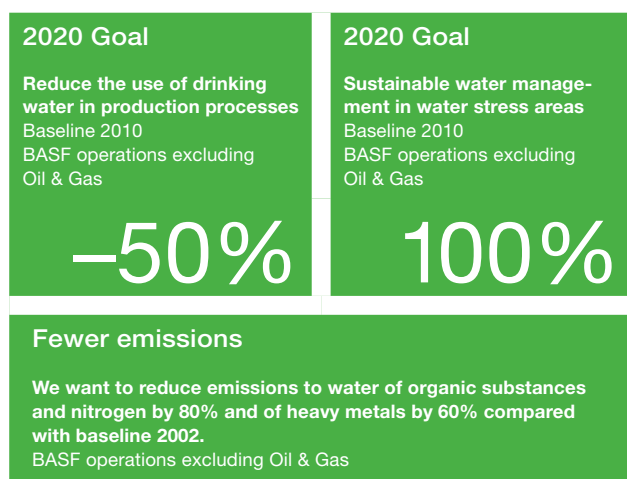 2020 Goal
Reduce the use of drinking
water in production processes
Baseline 2010
BASF operations excluding
Oil & Gas
–50%
2020 Goal
Sustainable water manage-
ment in water stress areas
Baseline 2010
BASF operations excluding
Oil & Gas
100%
Fewer emissions
We want to reduce emissions to water of organic substances
and nitrogen by 80% and of heavy metals by 60% compared
with baseline 2002.
BASF operations excluding Oil & Gas